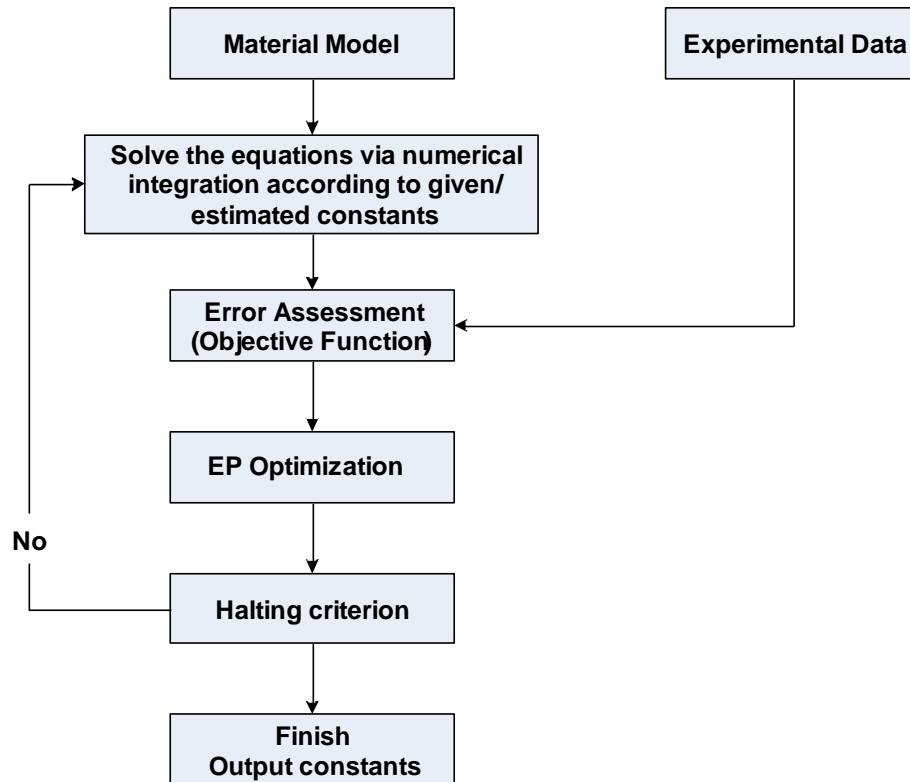 Material Model
Experimental Data
Solve the equations via numerical
integration according to given/
estimated constants
Error Assessment
(Objective Function)
EP Optimization
No
Halting criterion
Finish
Output constants